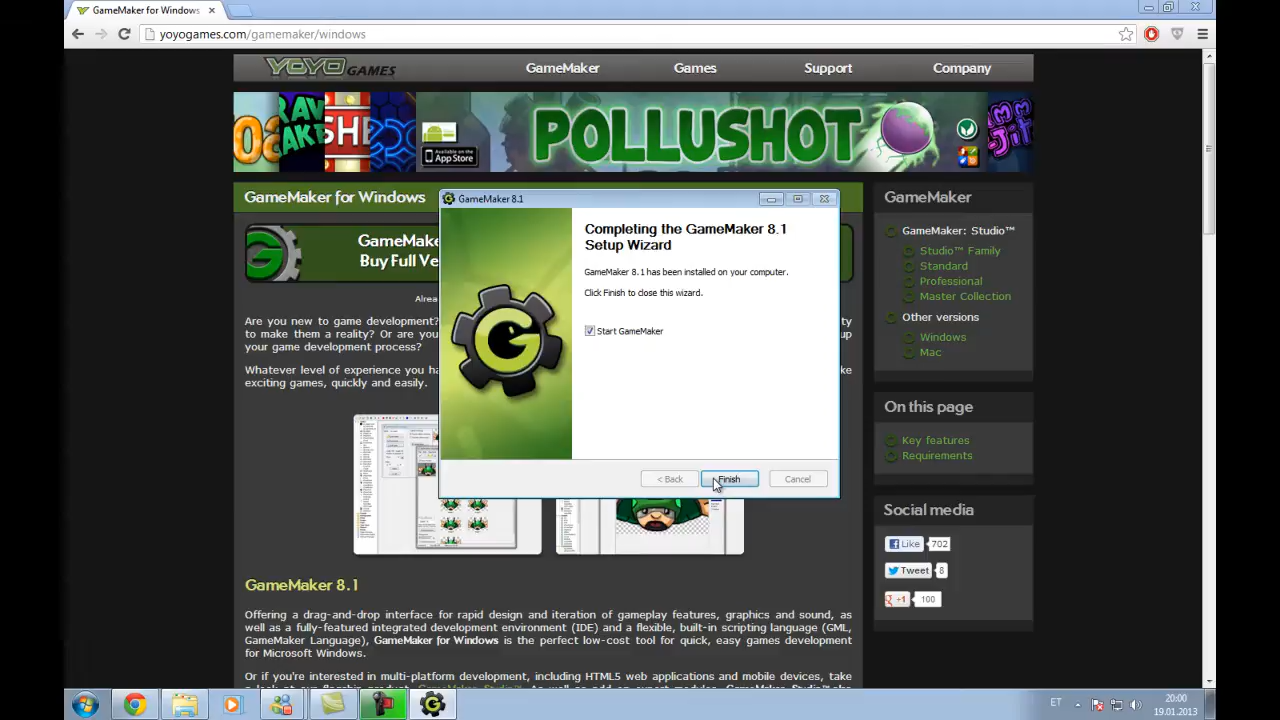 GameMaker for Windows
yoyogames.com/gamemaker/windows
YOYO GAMES
GameMaker
Games
Support
Company
POLLUSHOT
Available on the
App Store
GameMaker for Windows
GameMake
Buy Full Ve
Alrea
Are you new to game development?
to make them a reality? Or are you
your game development process?
Whatever level of experience you ha
exciting games, quickly and easily.
ity
up
ke
GameMaker 8.1
Completing the GameMaker 8.1
Setup Wizard
GameMaker 8.1 has been installed on your computer.
Click Finish to close this wizard.
Start GameMaker
< Back
Finish
Cancel
GameMaker 8.1
Offering a drag-and-drop interface for rapid design and iteration of gameplay features, graphics and sound, as
well as a fully-featured integrated development environment (IDE) and a flexible, built-in scripting language (GML,
GameMaker Language), GameMaker for Windows is the perfect low-cost tool for quick, easy games development
for Microsoft Windows.
Or if you're interested in multi-platform development, including HTML5 web applications and mobile devices, take
GameMaker
GameMaker: Studio™
Studio™ Family
Standard
Professional
Master Collection
Other versions
Windows
Mac
On this page
Key features
Requirements
Social media
Like 702
Tweet 8
+1 100
ET
20:00
19.01.2013